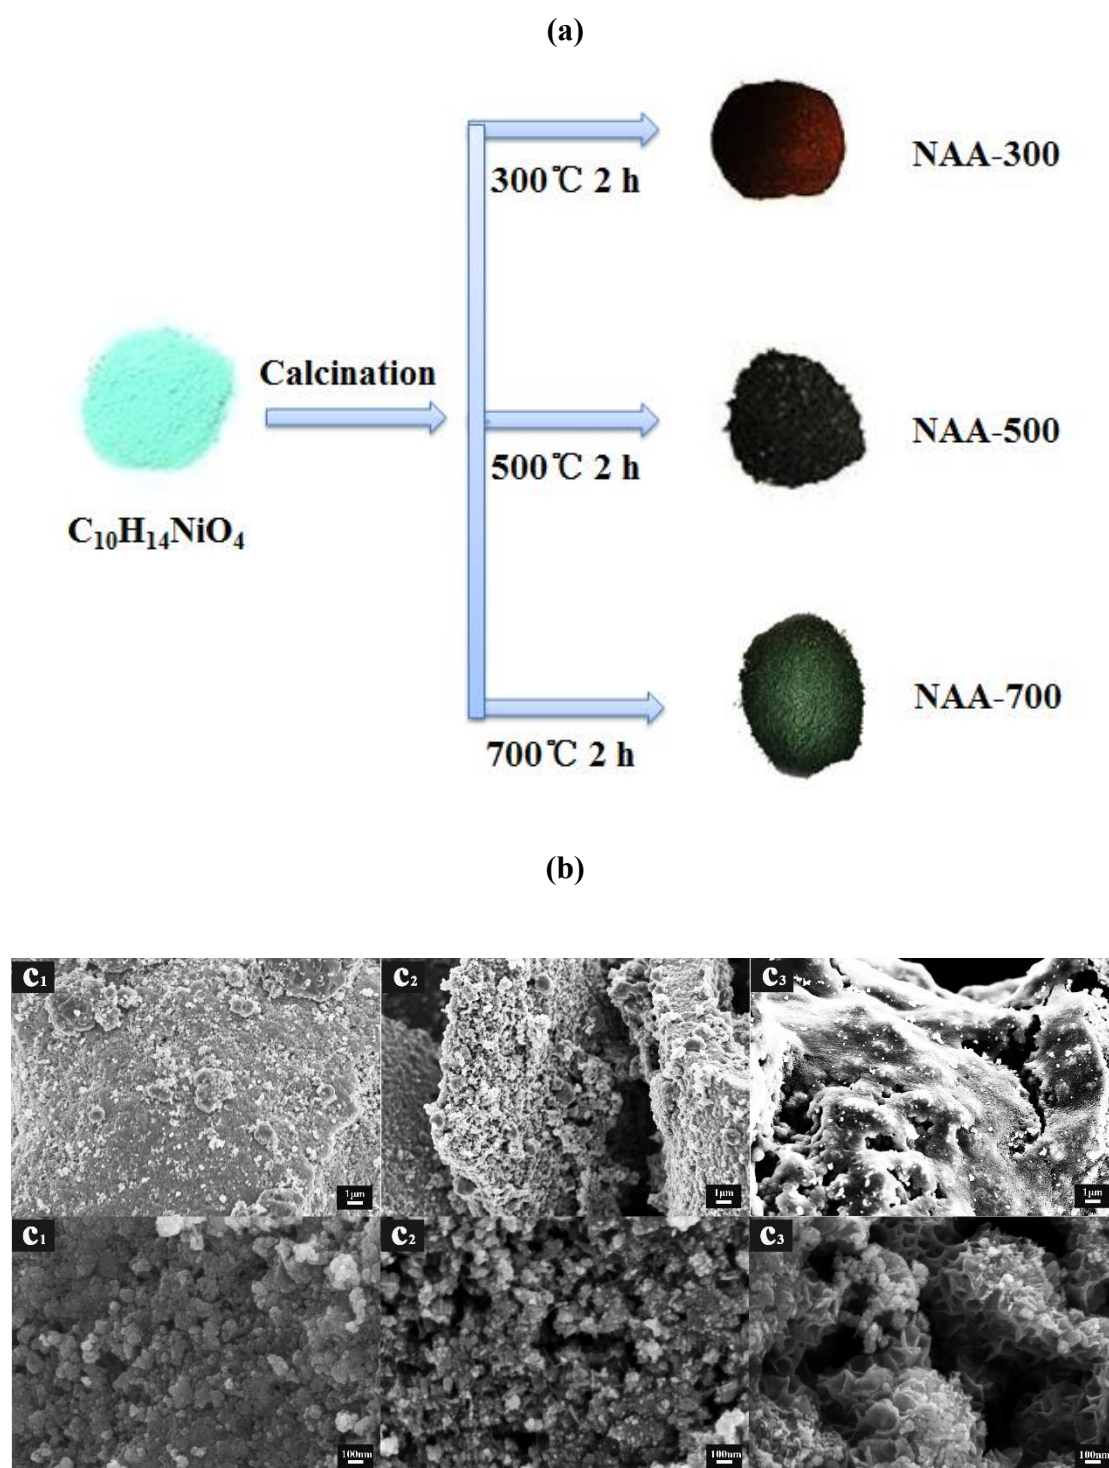 (a)
300℃ 2 h
NAA-300
Calcination
500℃ 2 h
NAA-500
C₁₀H₁₄NiO₄
700℃ 2 h
NAA-700
(b)
c₁ c₂ c₃
1μm 1μm 1μm
c₁ c₂ c₃
100nm 100nm 100nm